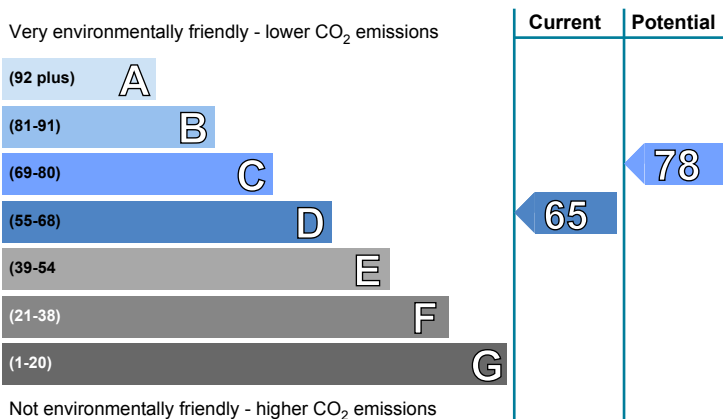 Current Potential
Very environmentally friendly - lower CO2 emissions
(92 plus) A
(81-91) B
(69-80) C
78
(55-68) D
65
(39-54 E
(21-38) F
(1-20) G
Not environmentally friendly - higher CO2 emissions